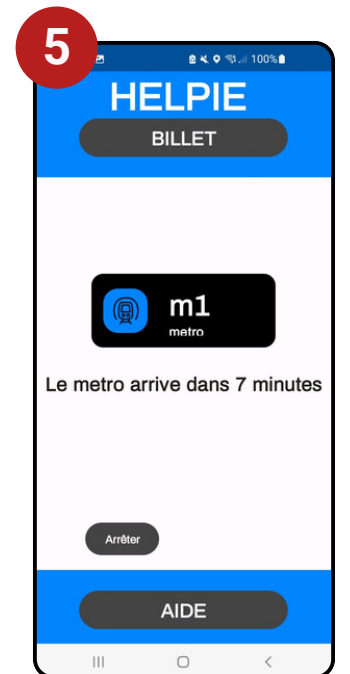 5
100%
HELPIE
BILLET
m1
metro
Le metro arrive dans 7 minutes
Arrêter
AIDE